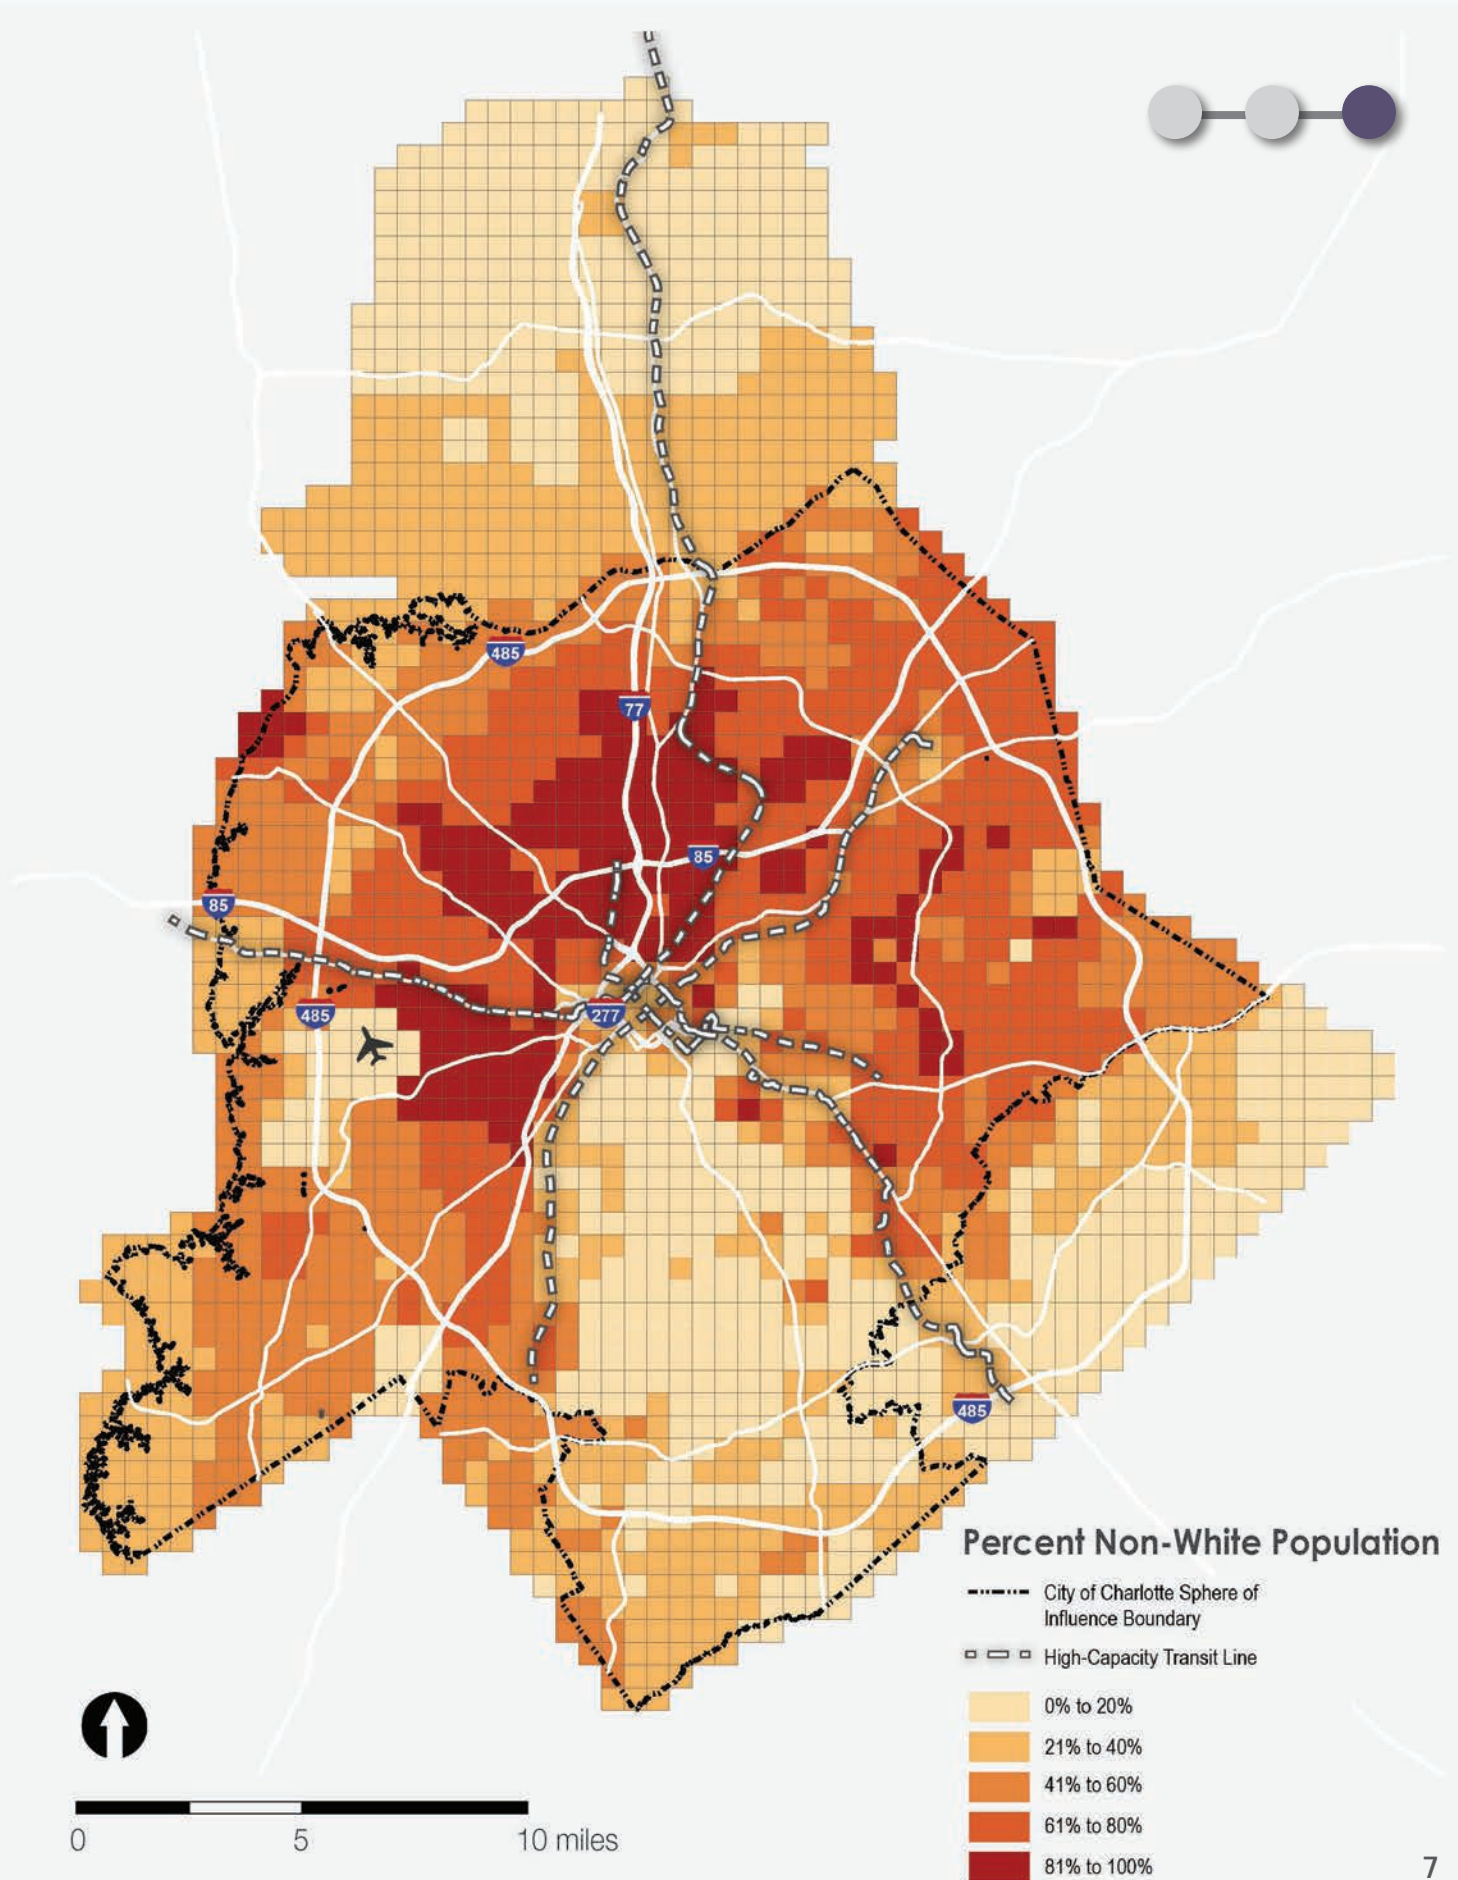 485
77
85
85
485
277
485
Percent Non-White Population
City of Charlotte Sphere of
Influence Boundary
High-Capacity Transit Line
0% to 20%
21% to 40%
41% to 60%
61% to 80%
81% to 100%
0 5 10 miles
7